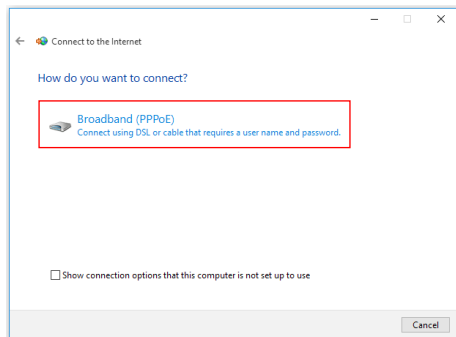 Connect to the Internet
How do you want to connect?
Broadband (PPPoE)
Connect using DSL or cable that requires a user name and password.
Show connection options that this computer is not set up to use
Cancel